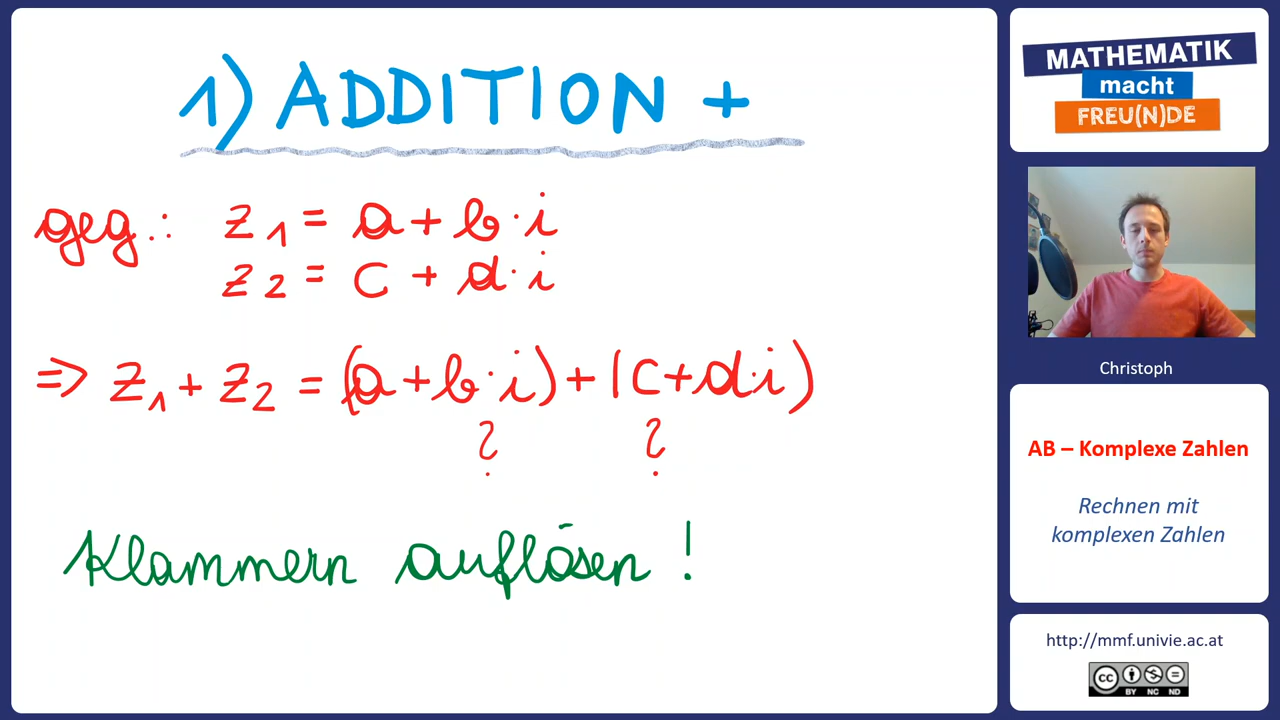 1) ADDITION +
geg.: z₁ = a + b · i
z₂ = c + d · i
=> z₁ + z₂ = (a + b · i) + (c + d · i)
? ?
Klammern auflösen !
MATHEMATIK
macht
FREU(N)DE
Christoph
AB – Komplexe Zahlen
Rechnen mit
komplexen Zahlen
http://mmf.univie.ac.at
cc
BY NC ND